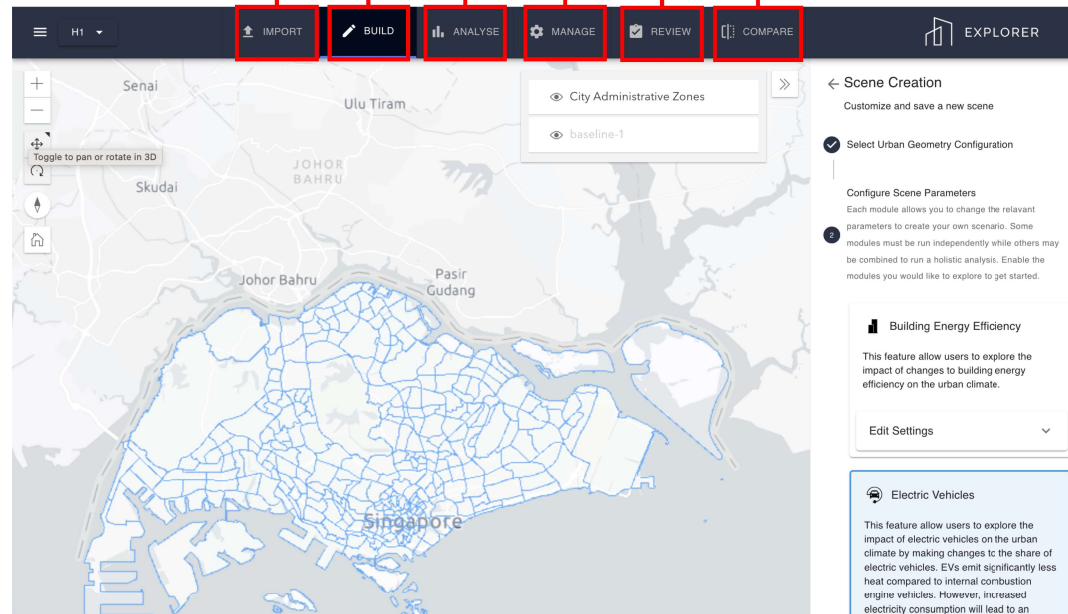 H1
IMPORT
BUILD
ANALYSE
MANAGE
REVIEW
COMPARE
EXPLORER
Senai
Ulu Tiram
City Administrative Zones
baseline-1
Toggle to pan or rotate in 3D
JOHOR
BAHRU
Skudai
Johor Bahru
Pasir
Gudang
Singapore
Scene Creation
Customize and save a new scene
Select Urban Geometry Configuration
Configure Scene Parameters
Each module allows you to change the relavant
parameters to create your own scenario. Some
2
modules must be run independently while others may
be combined to run a holistic analysis. Enable the
modules you would like to explore to get started.
Building Energy Efficiency
This feature allow users to explore the
impact of changes to building energy
efficiency on the urban climate.
Edit Settings
Electric Vehicles
This feature allow users to explore the
impact of electric vehicles on the urban
climate by making changes to the share of
electric vehicles. EVs emit significantly less
heat compared to internal combustion
engine vehicles. However, increased
electricity consumption will lead to an